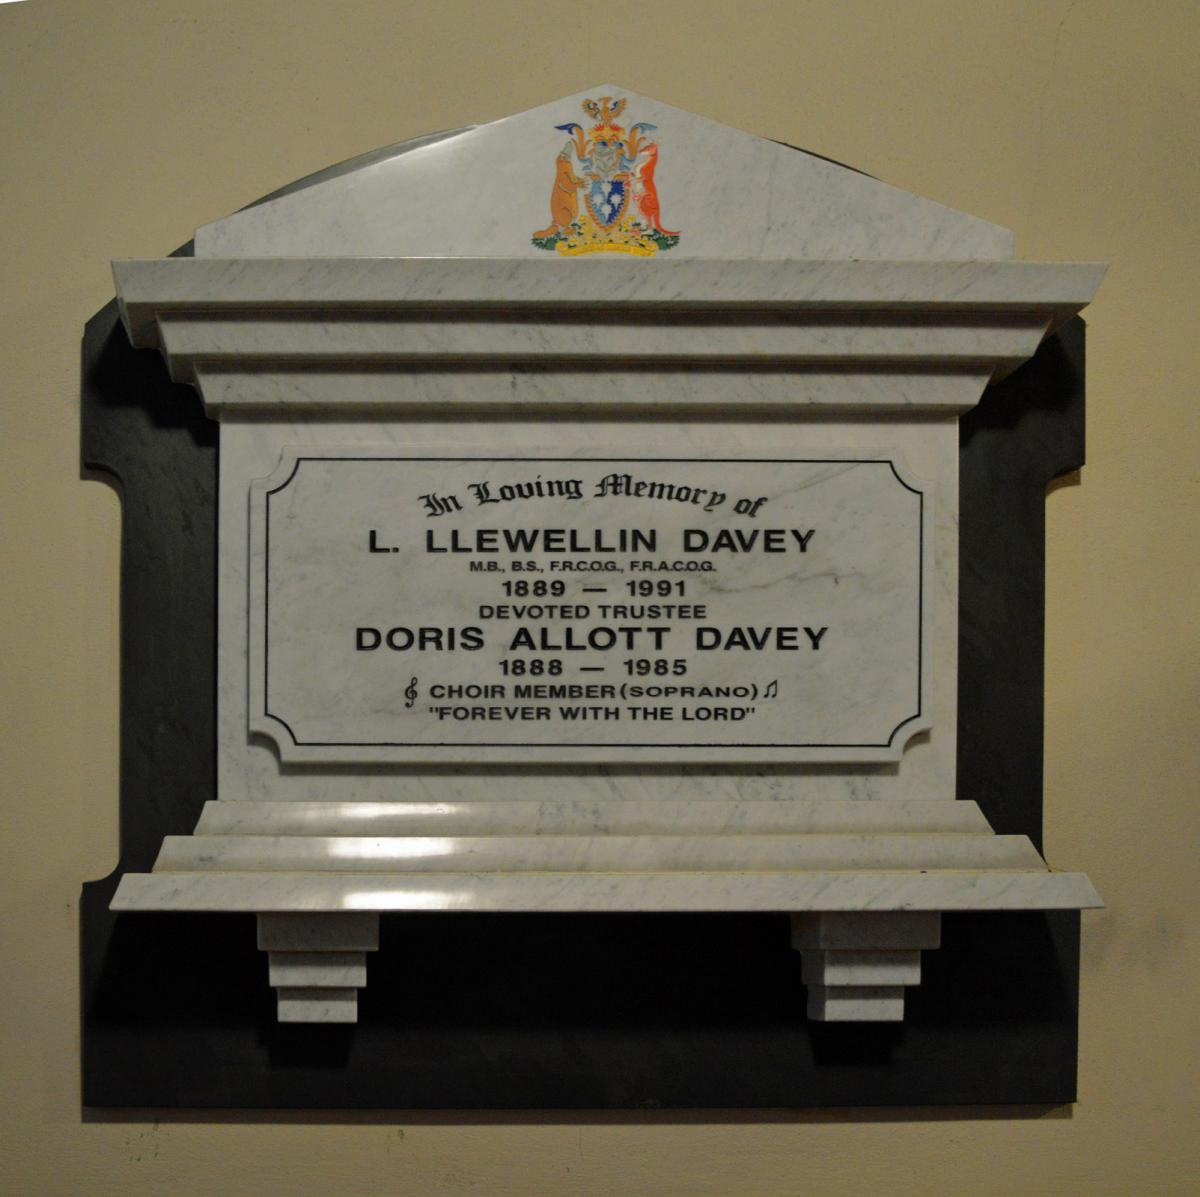 In Loving Memory of
L. LLEWELLIN DAVEY
M.B., B.S., F.R.C.O.G., F.R.A.C.O.G.
1889 — 1991
DEVOTED TRUSTEE
DORIS ALLOTT DAVEY
1888 — 1985
CHOIR MEMBER (SOPRANO)
"FOREVER WITH THE LORD"